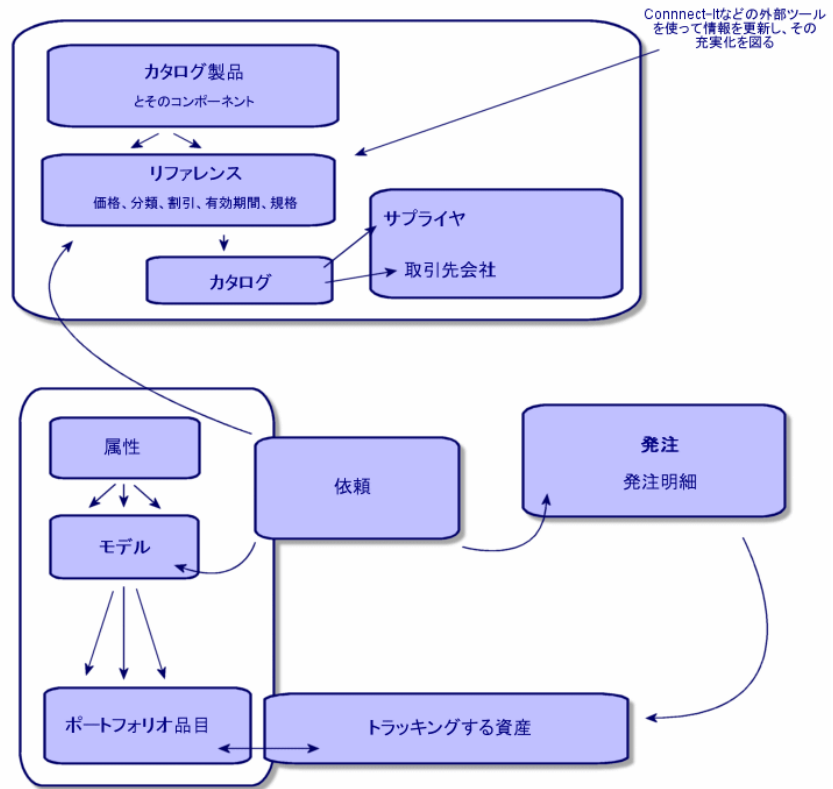 Connnect-Itなどの外部ツール
を使って情報を更新し、その
充実化を図る
カタログ製品
とそのコンポーネント
リファレンス
価格、分類、割引、有効期間、規格
サプライヤ
取引先会社
カタログ
属性
依頼
発注
発注明細
モデル
ポートフォリオ品目
トラッキングする資産